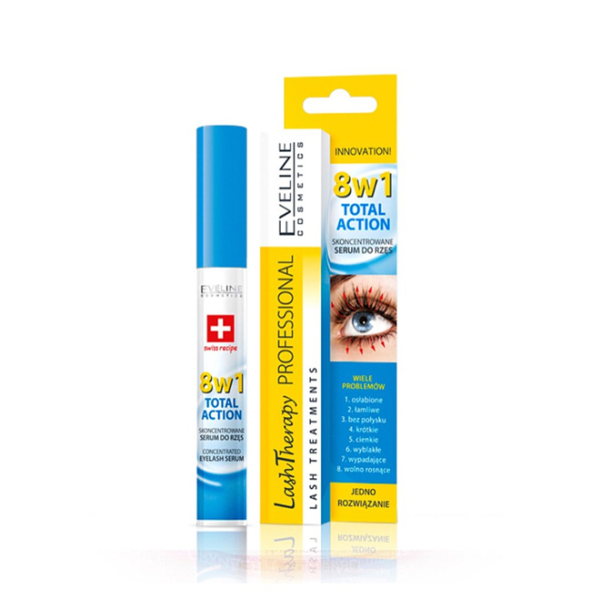 EVELINE
COSMETICS
swiss recipe
8w1
TOTAL
ACTION
SKONCENTROWANE
SERUM DO RZĘS
CONCENTRATED
EYELASH SERUM
EVELINE
COSMETICS
LashTherapy PROFESSIONAL
LASH TREATMENTS
INNOVATION!
8w1
TOTAL
ACTION
SKONCENTROWANE
SERUM DO RZĘS
WIELE
PROBLEMÓW
1. osłabione
2. łamliwe
3. bez połysku
4. krótkie
5. cienkie
6. wyblakłe
7. wypadające
8. wolno rosnące
JEDNO
ROZWIĄZANIE